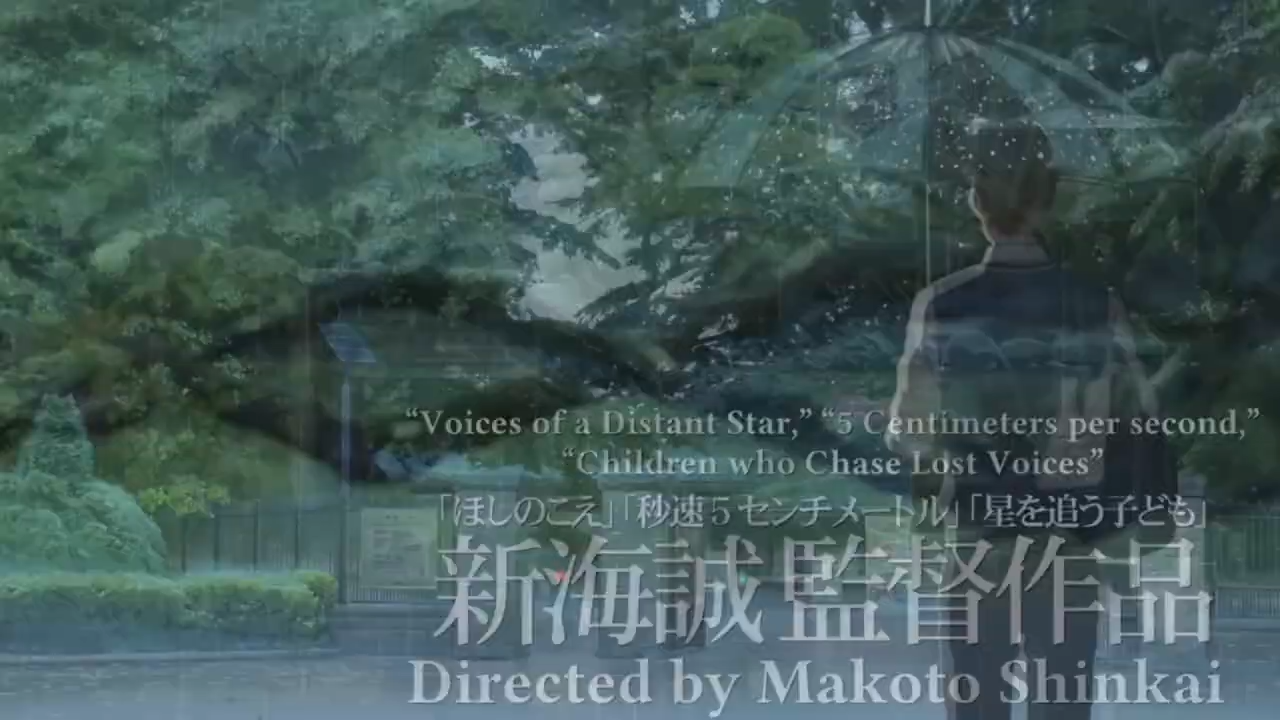 “Voices of a Distant Star,” “5 Centimeters per second,”
“Children who Chase Lost Voices”
「ほしのこえ」「秒速５センチメートル」「星を追う子ども」
新海誠 監督作品
Directed by Makoto Shinkai